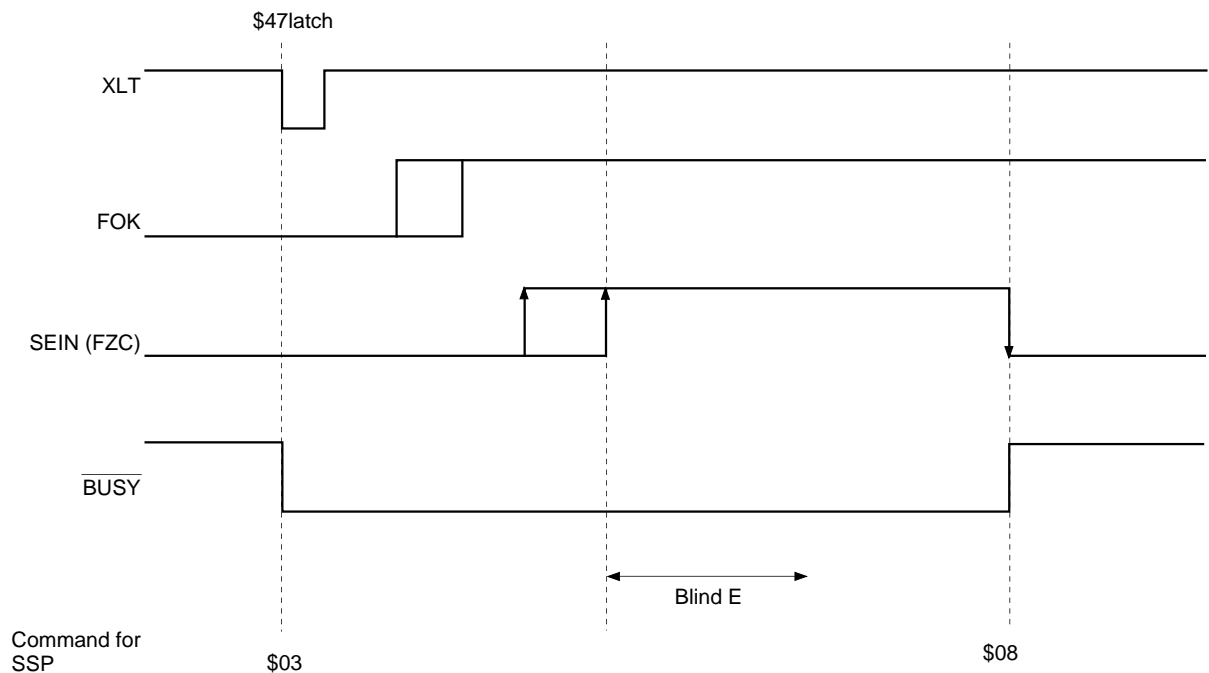 $47latch
XLT
FOK
SEIN (FZC)
BUSY
Blind E
Command for
SSP
$03
$08